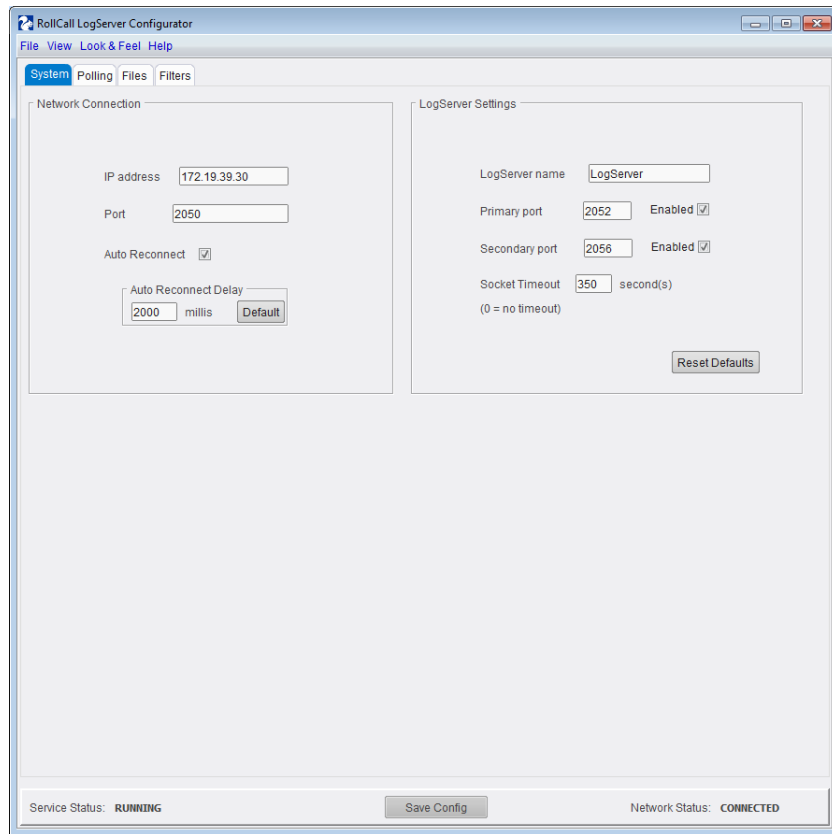 RollCall LogServer Configurator
File View Look & Feel Help
System Polling Files Filters
Network Connection
IP address 172.19.39.30
Port 2050
Auto Reconnect
Auto Reconnect Delay
2000 millis Default
LogServer Settings
LogServer name LogServer
Primary port 2052 Enabled
Secondary port 2056 Enabled
Socket Timeout 350 second(s)
(0 = no timeout)
Reset Defaults
Service Status: RUNNING Save Config Network Status: CONNECTED